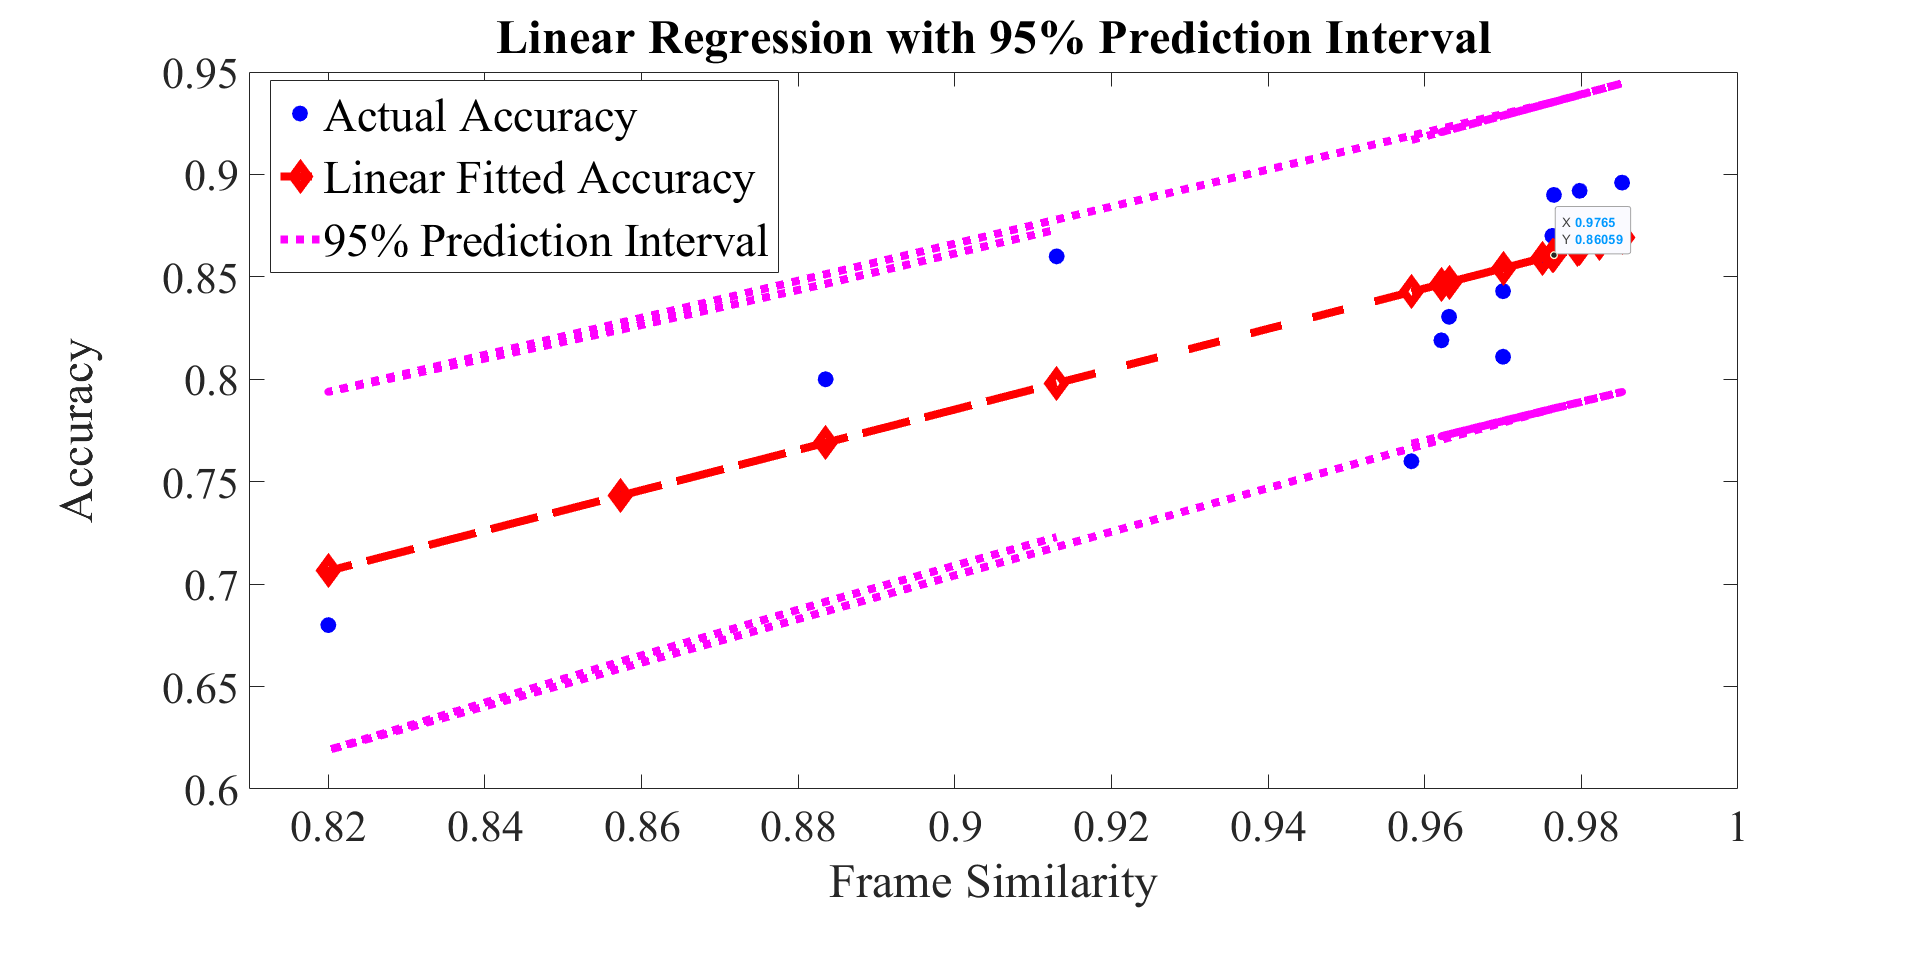 Linear Regression with 95% Prediction Interval
0.95
0.9
0.85
0.8
0.75
0.7
0.65
0.6
Accuracy
Actual Accuracy
Linear Fitted Accuracy
95% Prediction Interval
X 0.9765
Y 0.86059
0.82 0.84 0.86 0.88 0.9 0.92 0.94 0.96 0.98 1
Frame Similarity